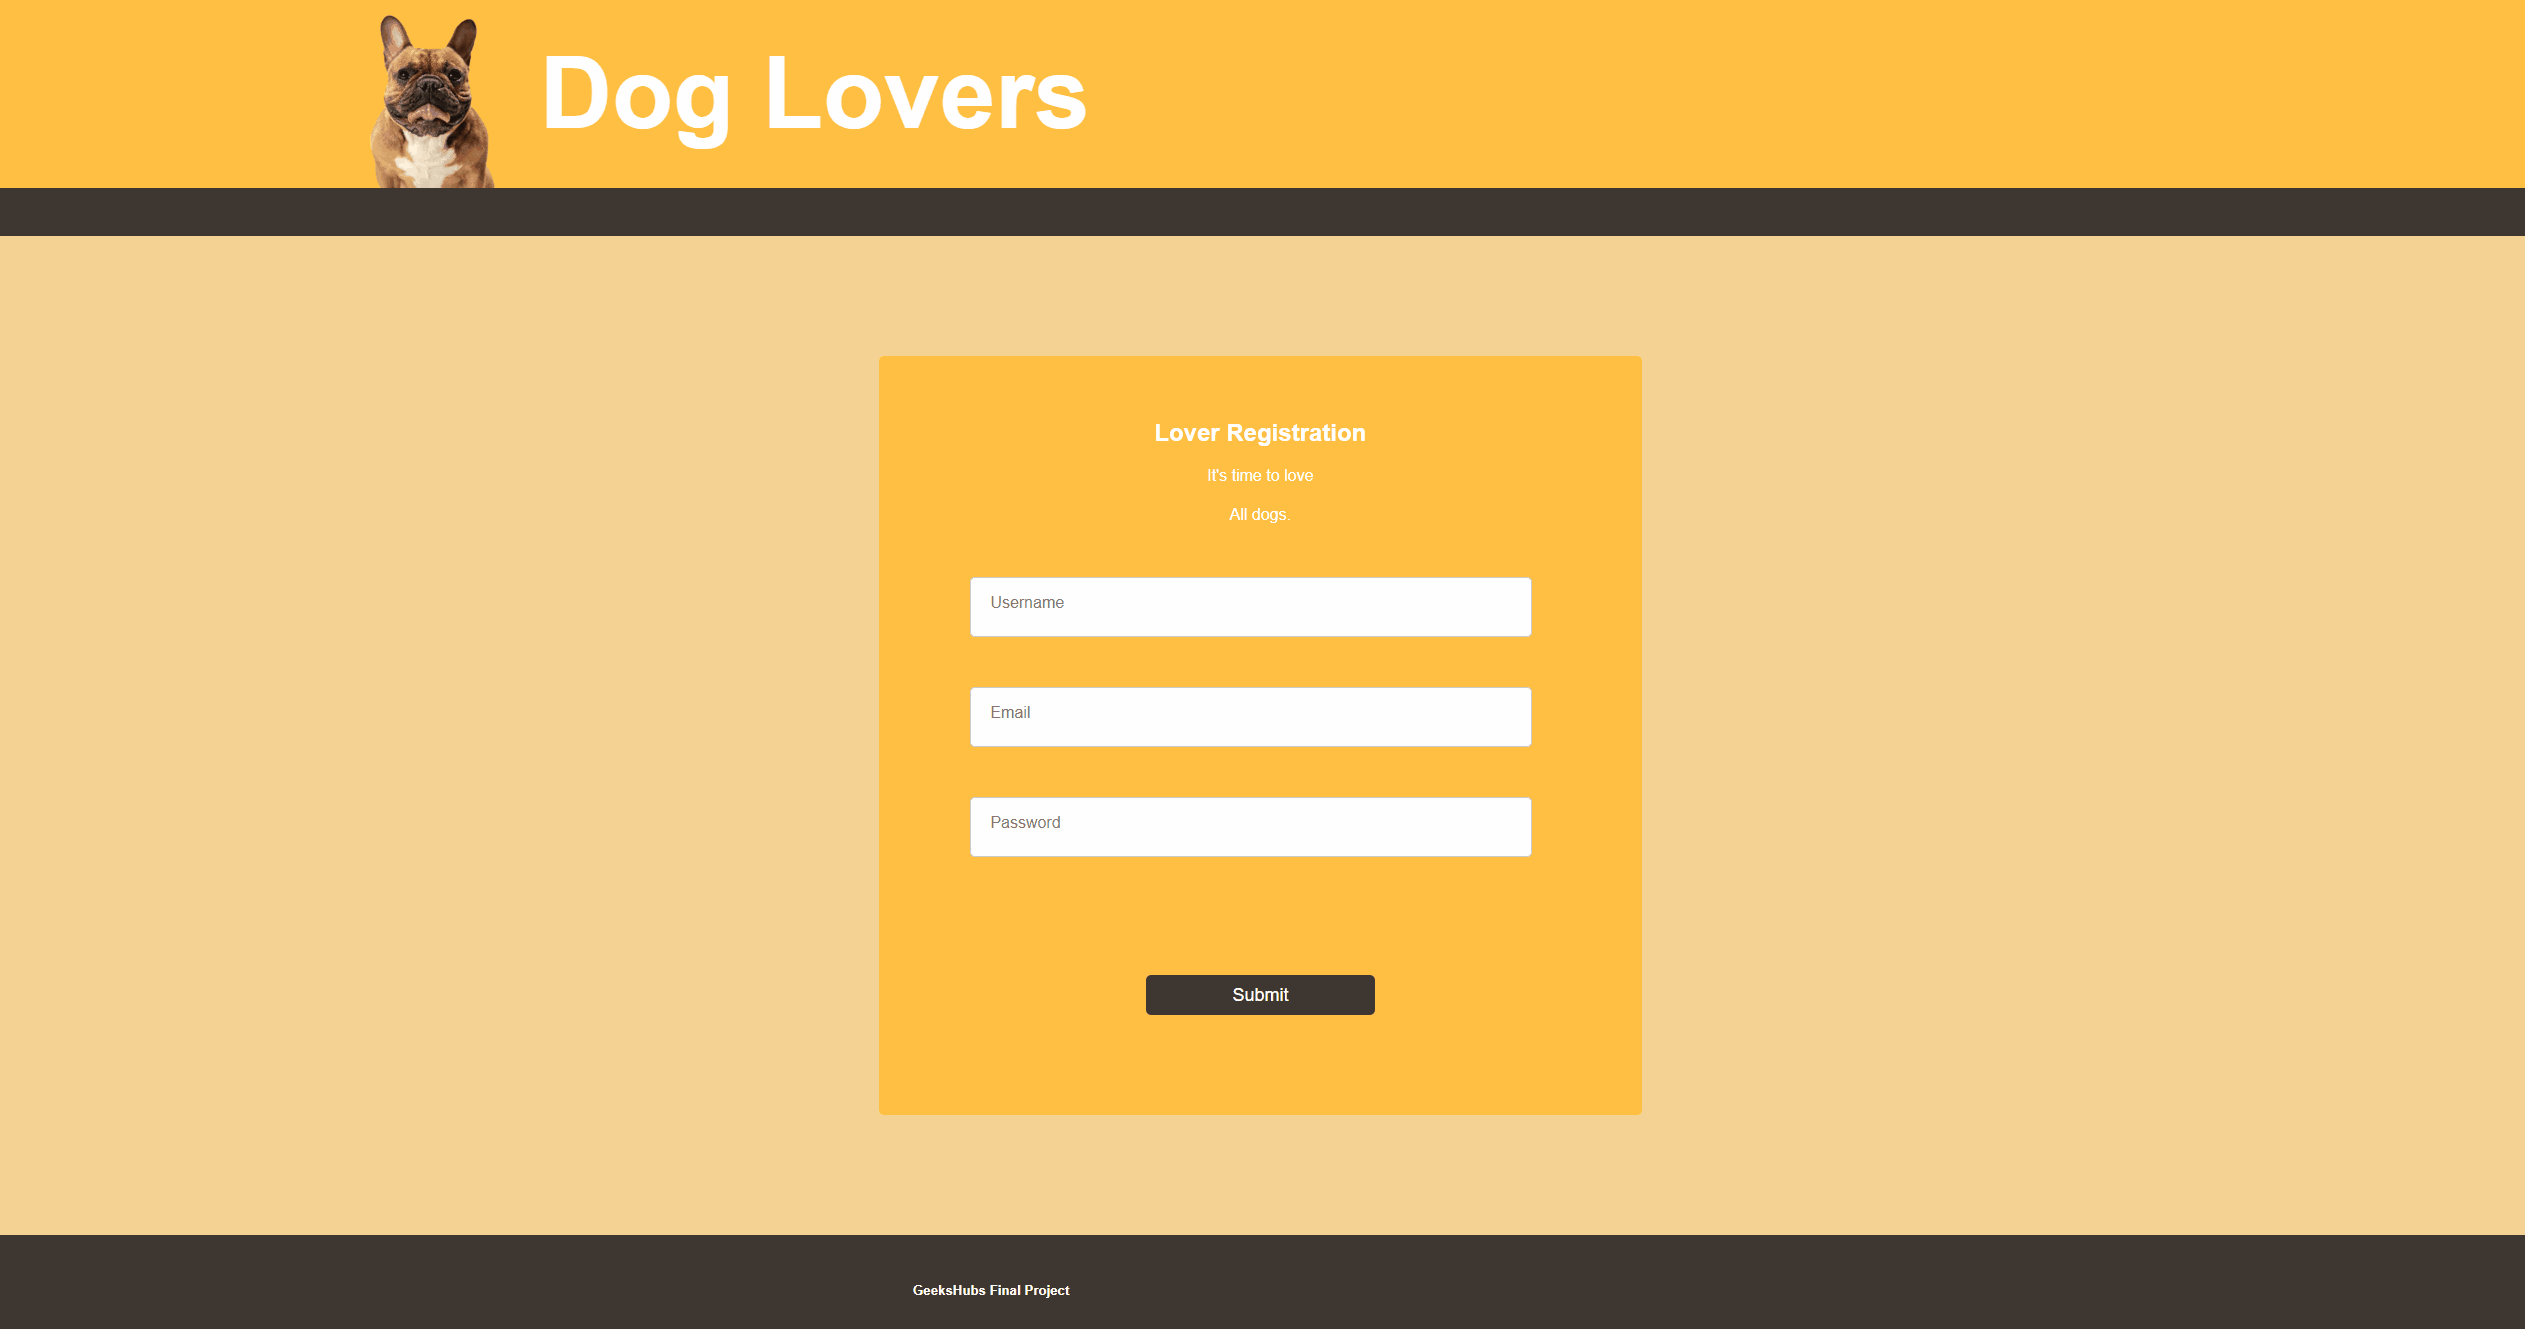 Dog Lovers
Lover Registration
It's time to love
All dogs.
Username
Email
Password
Submit
GeeksHubs Final Project